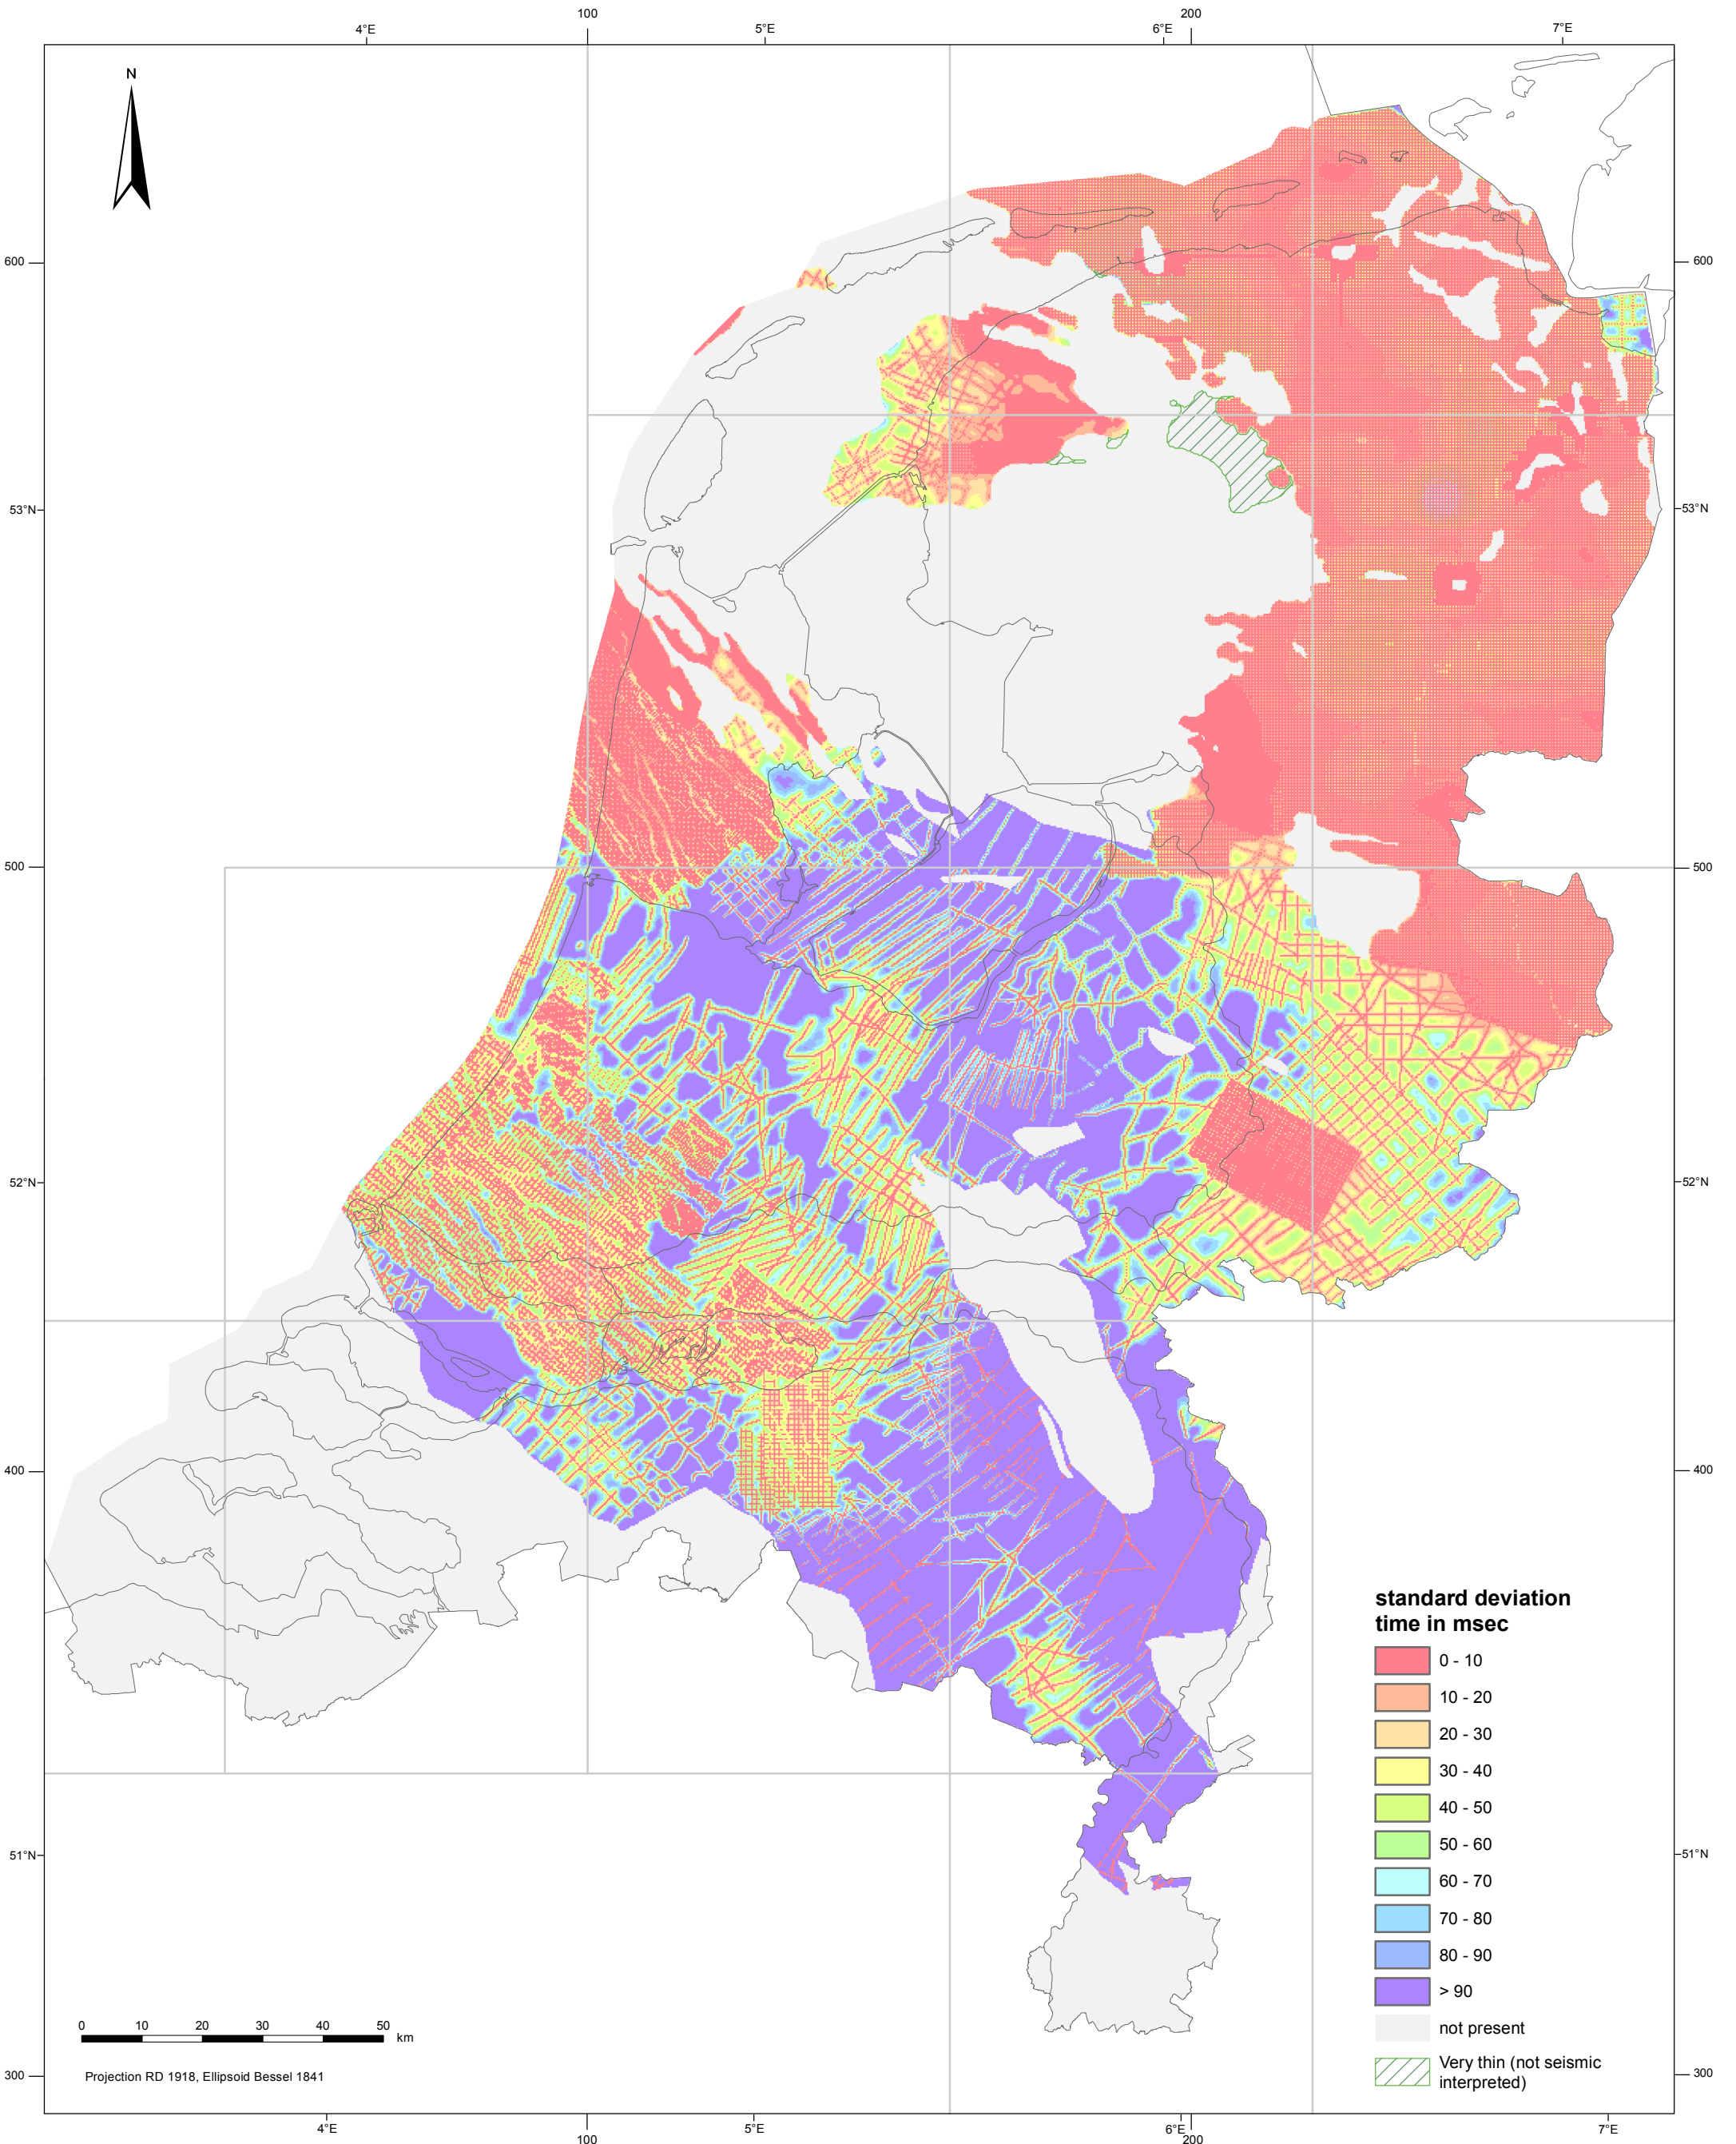 100
200
4°E
5°E
6°E
7°E
N
600
600
53°N
53°N
500
500
52°N
52°N
400
400
standard deviation
time in msec
0 - 10
10 - 20
20 - 30
30 - 40
40 - 50
50 - 60
60 - 70
70 - 80
80 - 90
> 90
not present
Very thin (not seismic
interpreted)
51°N
51°N
0 10 20 30 40 50
km
Projection RD 1918, Ellipsoid Bessel 1841
300
300
4°E
5°E
6°E
7°E
100
200